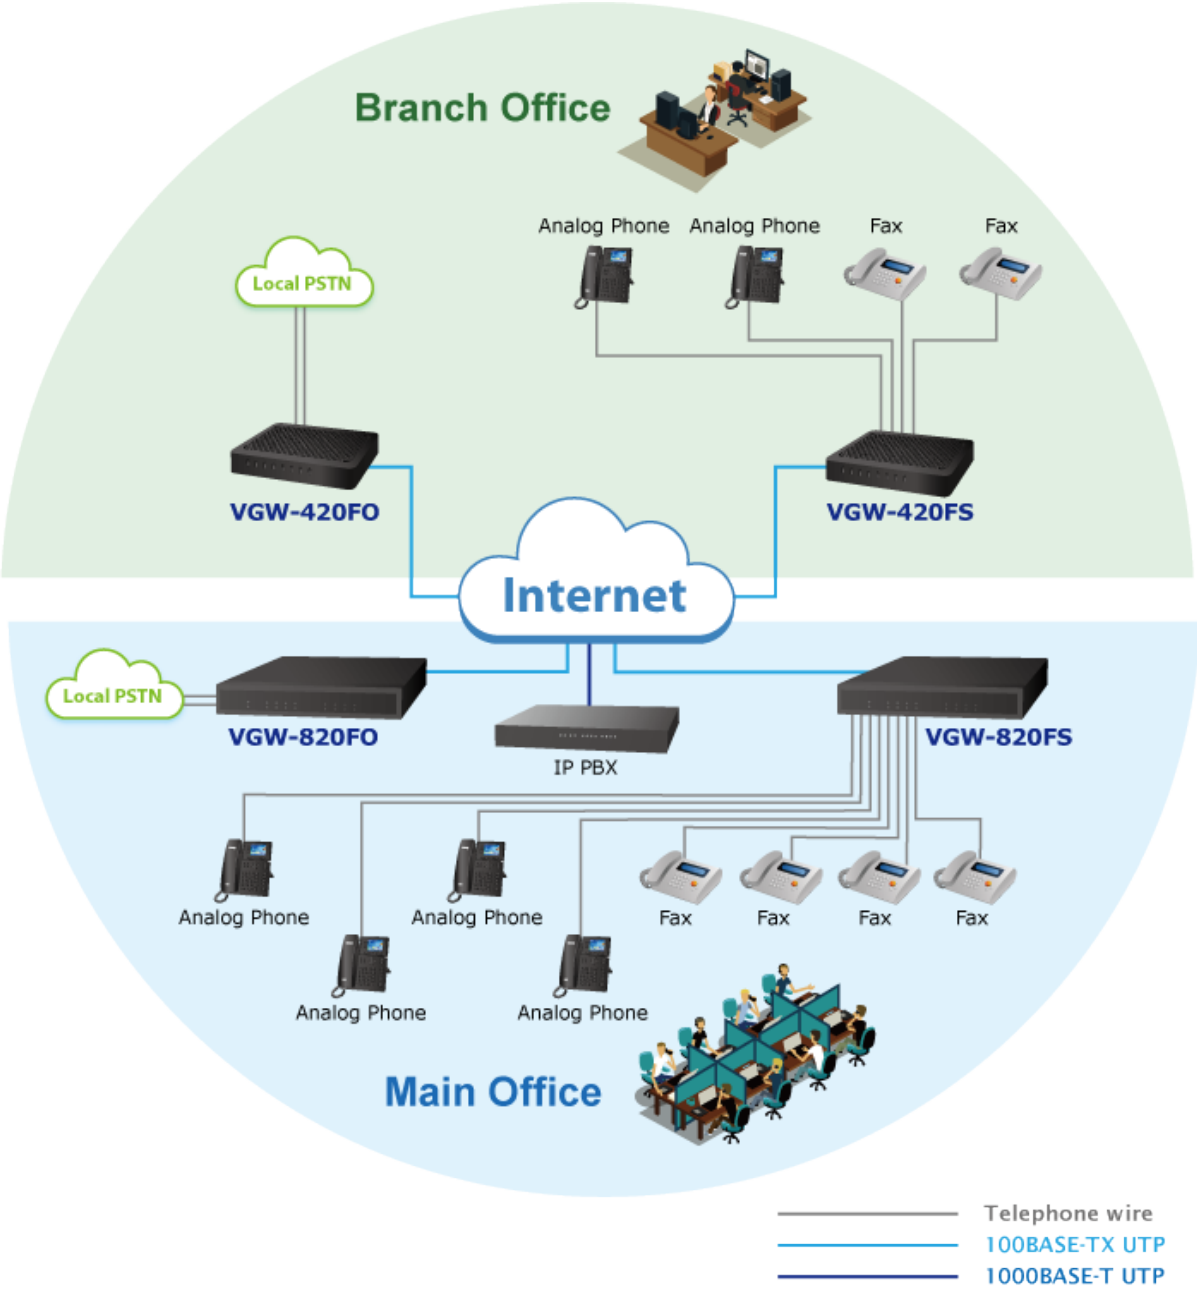 Branch Office
Analog Phone
Analog Phone
Fax
Fax
Local PSTN
VGW-420FO
VGW-420FS
Internet
Local PSTN
VGW-820FO
IP PBX
VGW-820FS
Analog Phone
Analog Phone
Fax
Fax
Fax
Fax
Analog Phone
Analog Phone
Main Office
Telephone wire
100BASE-TX UTP
1000BASE-T UTP